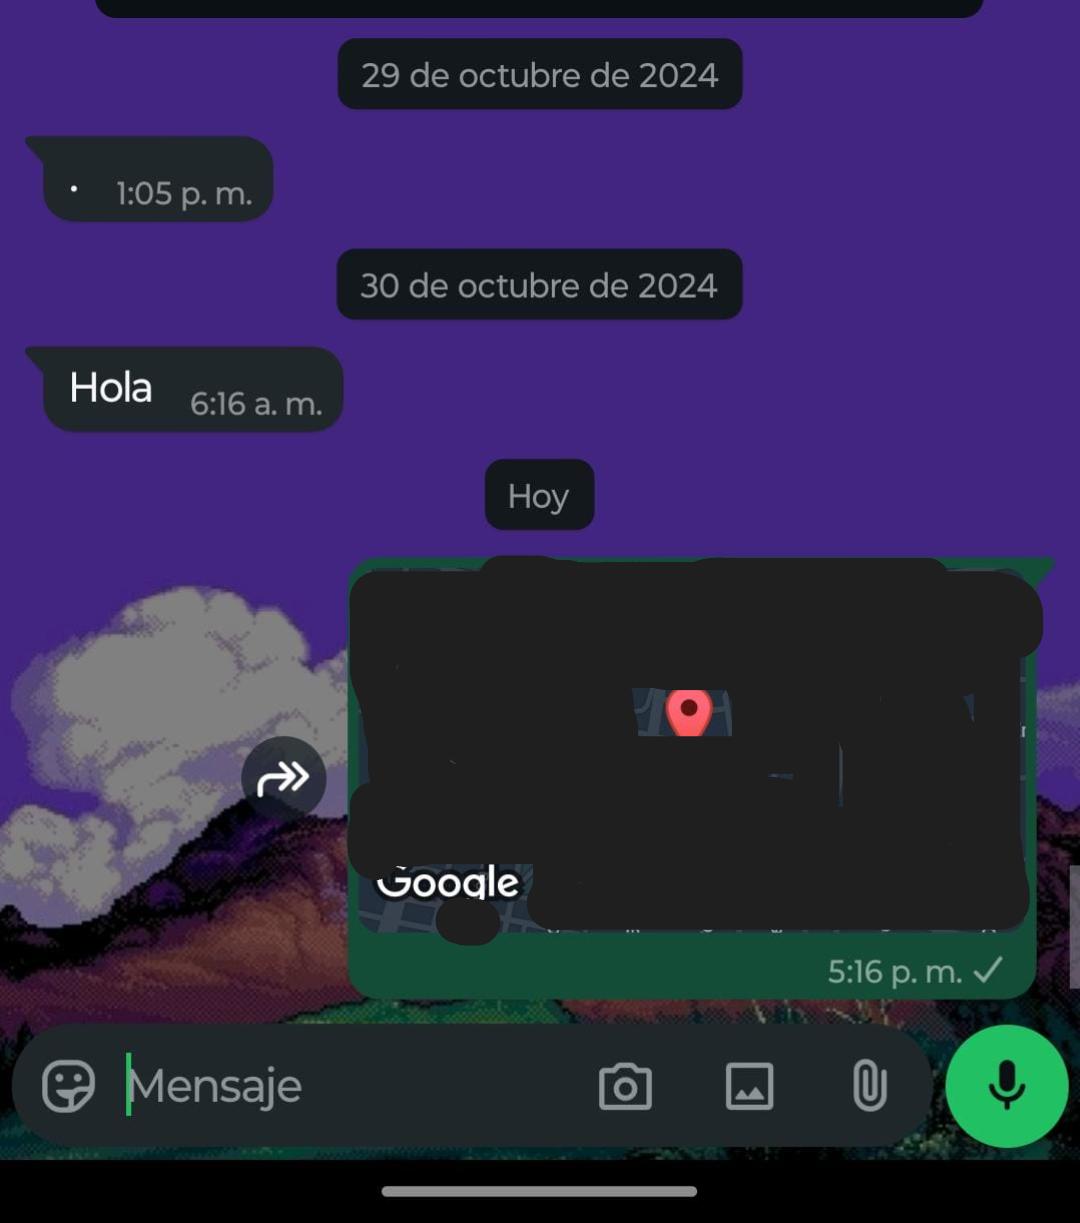 29 de octubre de 2024
. 1:05 p. m.
30 de octubre de 2024
Hola 6:16 a. m.
Hoy
Google
5:16 p. m.
Mensaje